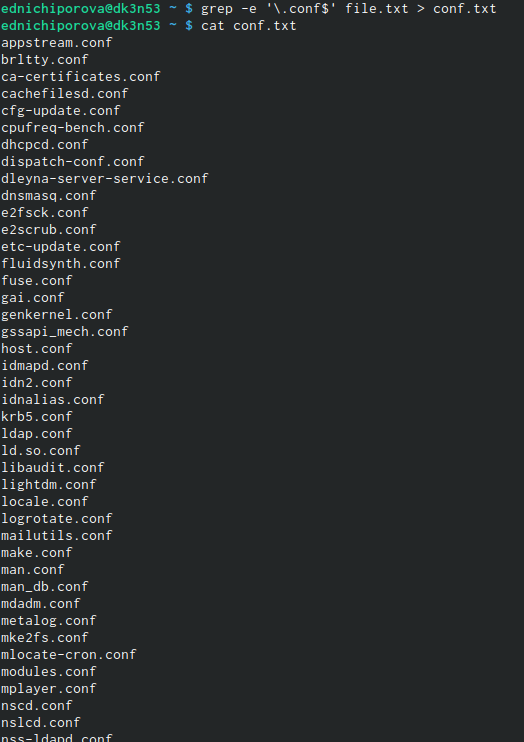 ednichiporova@dk3n53 ~ $ grep -e '\.conf$' file.txt > conf.txt
ednichiporova@dk3n53 ~ $ cat conf.txt
appstream.conf
brltty.conf
ca-certificates.conf
cachefilesd.conf
cfg-update.conf
cpufreq-bench.conf
dhcpcd.conf
dispatch-conf.conf
dleyna-server-service.conf
dnsmasq.conf
e2fsck.conf
e2scrub.conf
etc-update.conf
fluidsynth.conf
fuse.conf
gai.conf
genkernel.conf
gssapi_mech.conf
host.conf
idmapd.conf
idn2.conf
idnalias.conf
krb5.conf
ldap.conf
ld.so.conf
libaudit.conf
lightdm.conf
locale.conf
logrotate.conf
mailutils.conf
make.conf
man.conf
man_db.conf
mdadm.conf
metalog.conf
mke2fs.conf
mlocate-cron.conf
modules.conf
mplayer.conf
nscd.conf
nslcd.conf
nss-ldapd.conf